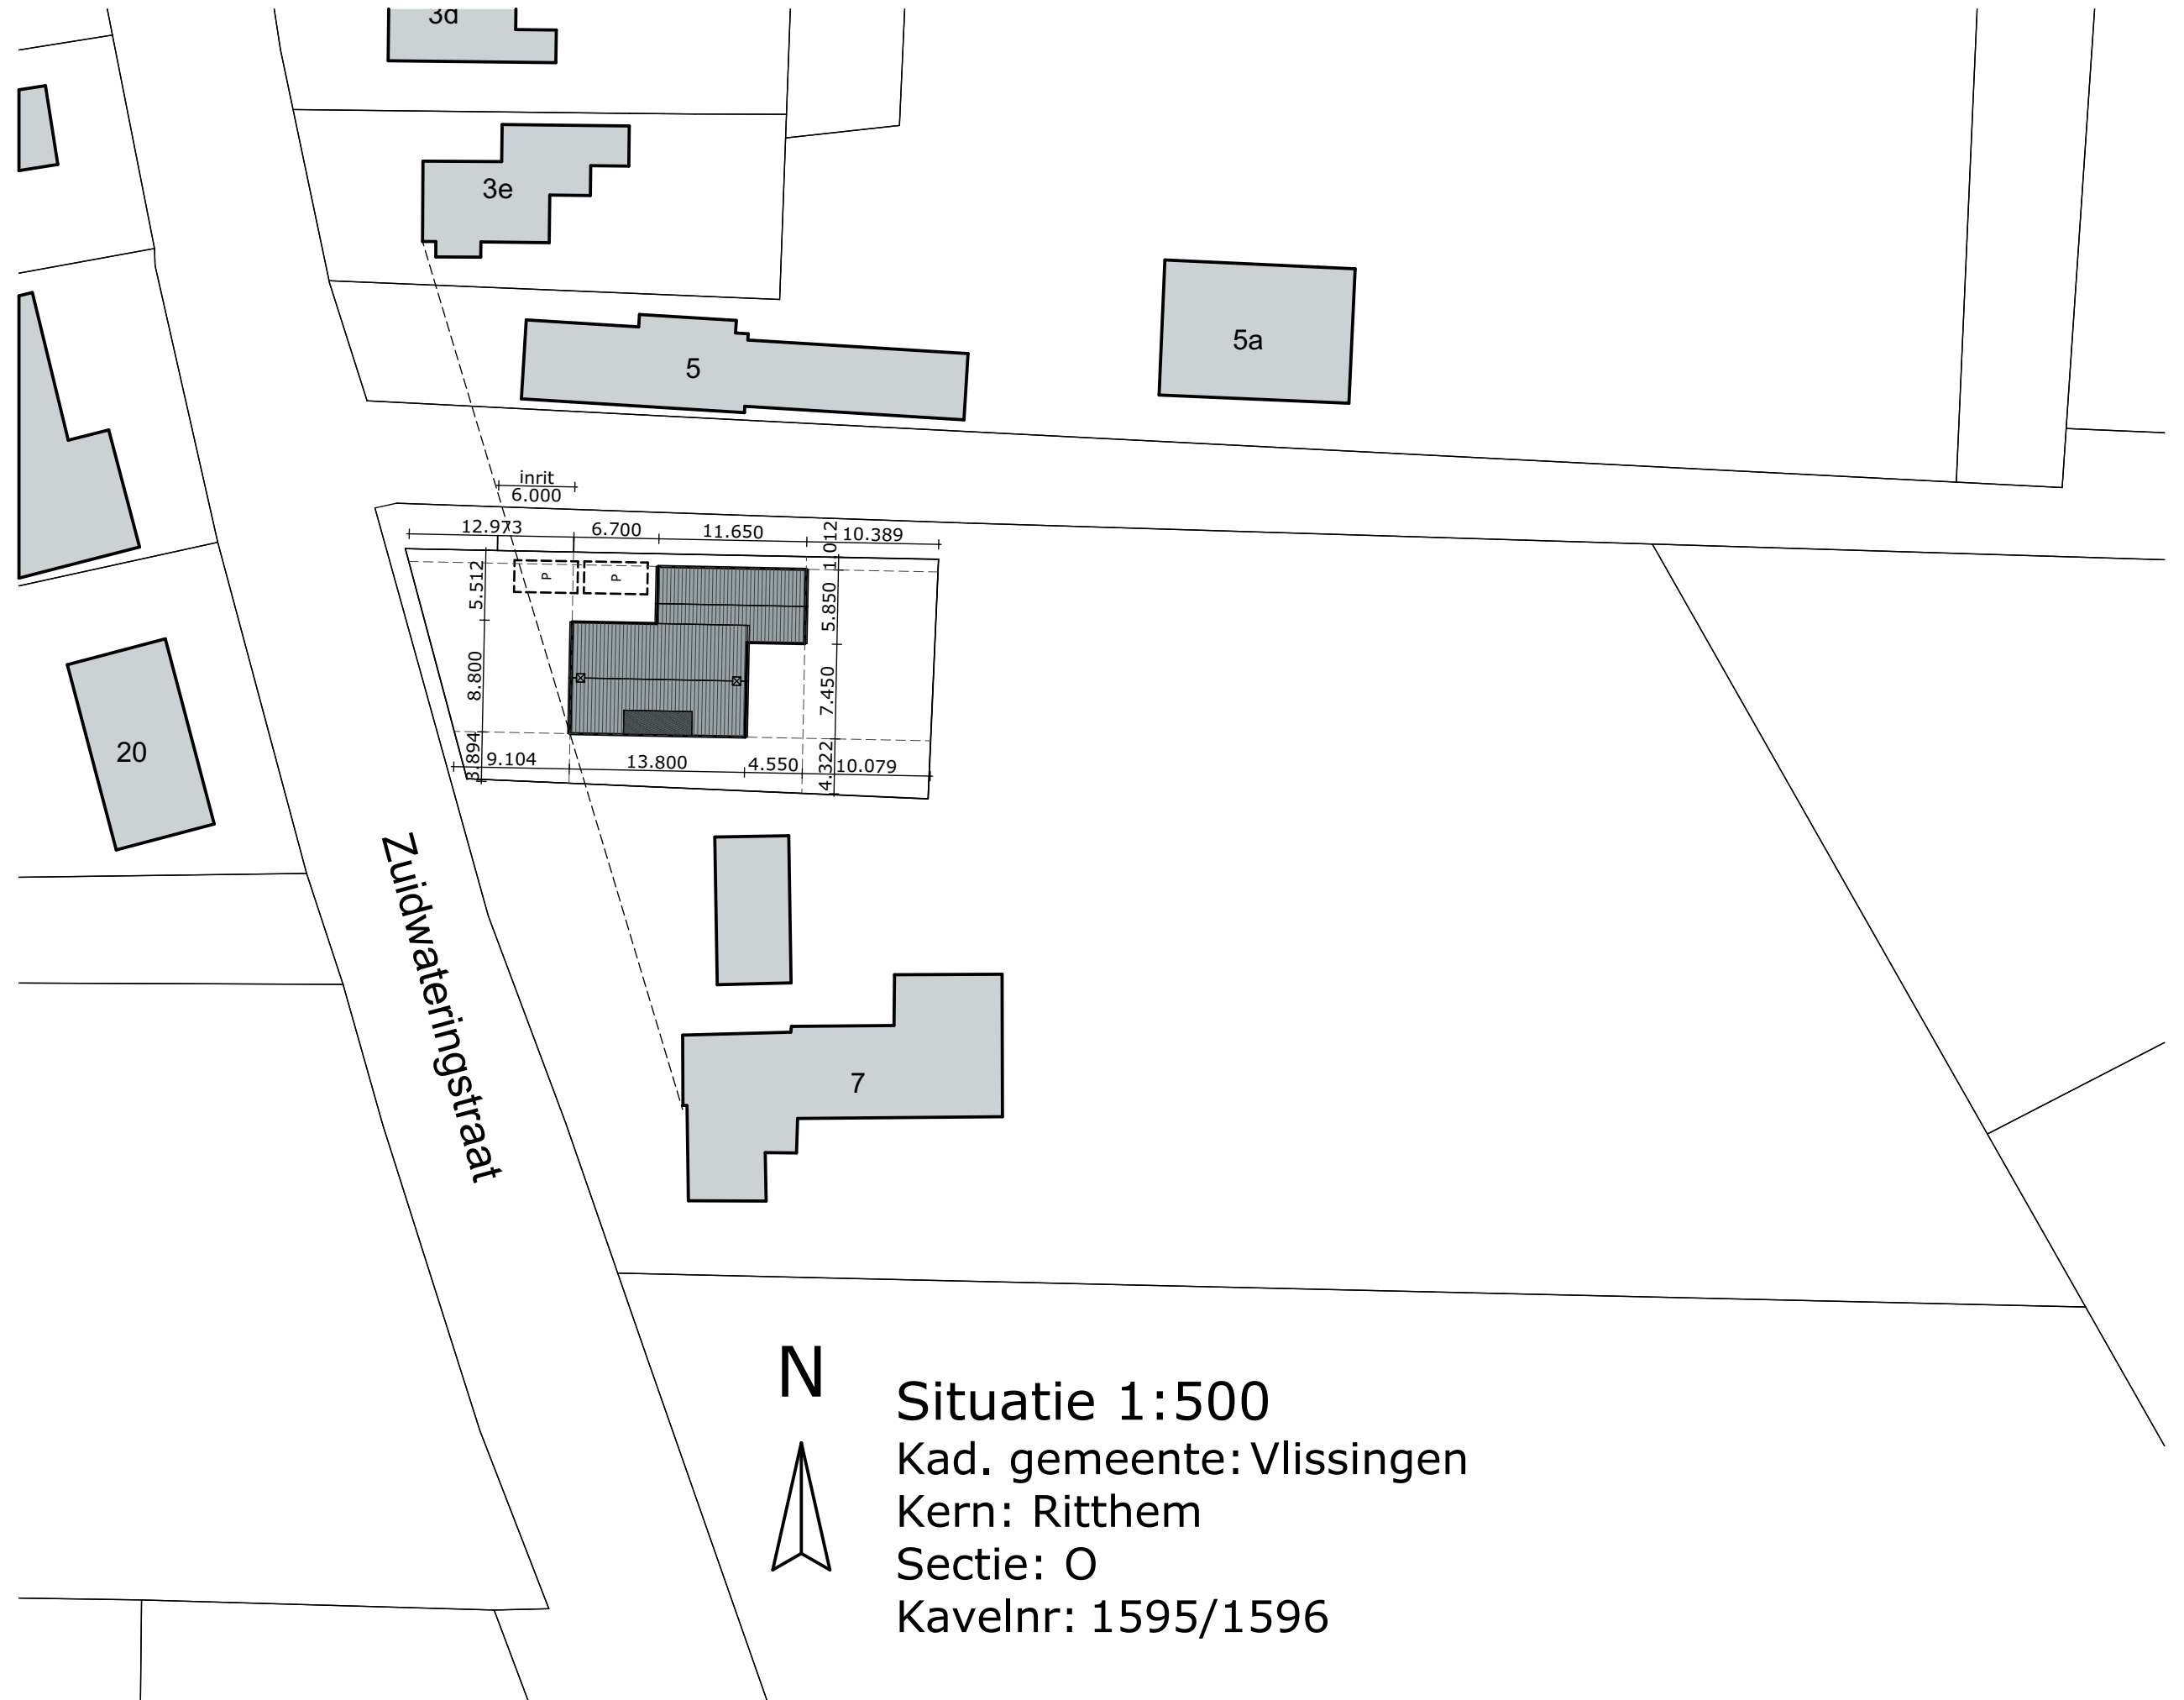 3d
3e
5
5a
inrit
6.000
12.973
6.700
11.650
1.012
10.389
P
P
5.512
5.850
8.800
7.450
3.894
9.104
13.800
4.550
4.322
10.079
20
Zuidwateringstraat
7
N
Situatie 1:500
Kad. gemeente: Vlissingen
Kern: Ritthem
Sectie: O
Kavelnr: 1595/1596